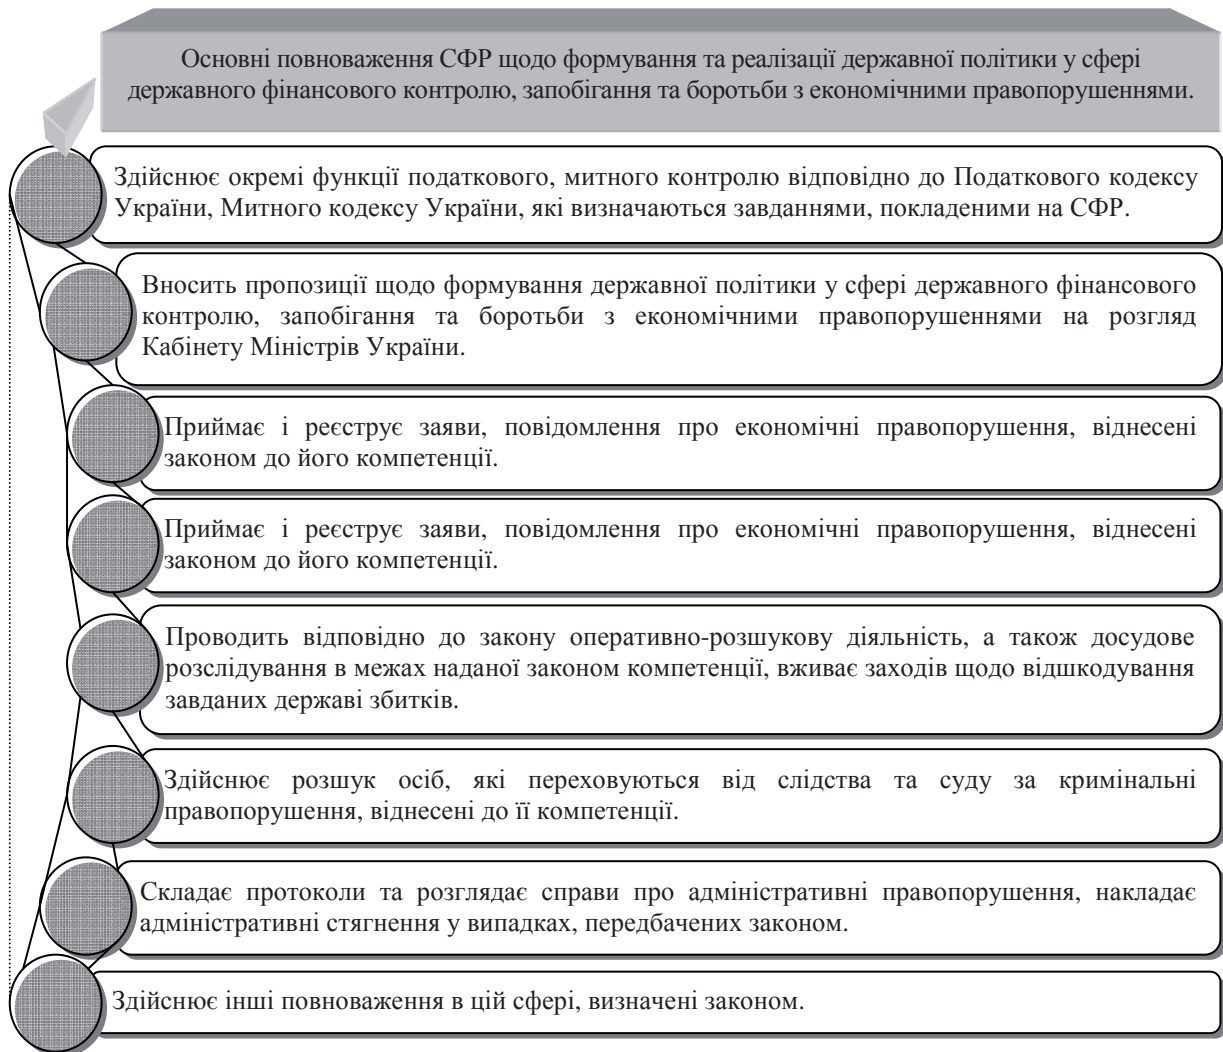 Основні повноваження СФР щодо формування та реалізації державної політики у сфері
державного фінансового контролю, запобігання та боротьби з економічними правопорушеннями.
Здійснює окремі функції податкового, митного контролю відповідно до Податкового кодексу
України, Митного кодексу України, які визначаються завданнями, покладеними на СФР.
Вносить пропозиції щодо формування державної політики у сфері державного фінансового
контролю, запобігання та боротьби з економічними правопорушеннями на розгляд
Кабінету Міністрів України.
Приймає і реєструє заяви, повідомлення про економічні правопорушення, віднесені
законом до його компетенції.
Приймає і реєструє заяви, повідомлення про економічні правопорушення, віднесені
законом до його компетенції.
Проводить відповідно до закону оперативно-розшукову діяльність, а також досудове
розслідування в межах наданої законом компетенції, вживає заходів щодо відшкодування
завданих державі збитків.
Здійснює розшук осіб, які переховуються від слідства та суду за кримінальні
правопорушення, віднесені до її компетенції.
Складає протоколи та розглядає справи про адміністративні правопорушення, накладає
адміністративні стягнення у випадках, передбачених законом.
Здійснює інші повноваження в цій сфері, визначені законом.